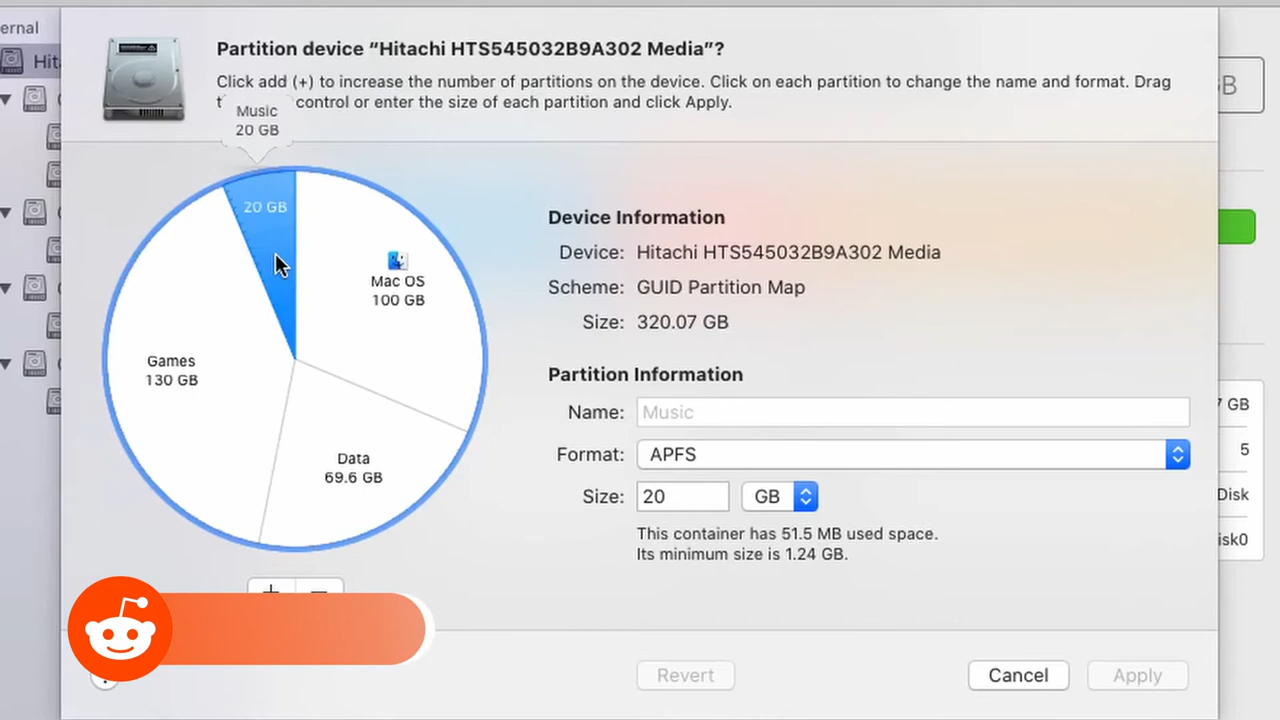 ernal
Partition device “Hitachi HTS545032B9A302 Media”?
Hit
Click add (+) to increase the number of partitions on the device. Click on each partition to change the name and format. Drag
control or enter the size of each partition and click Apply.
Music
20 GB
20 GB
Mac OS
100 GB
Games
130 GB
Data
69.6 GB
Device Information
Device: Hitachi HTS545032B9A302 Media
Scheme: GUID Partition Map
Size: 320.07 GB
Partition Information
Name: Music
Format: APFS
Size: 20 GB
This container has 51.5 MB used space.
Its minimum size is 1.24 GB.
7 GB
5
Disk
isk0
Revert
Cancel
Apply